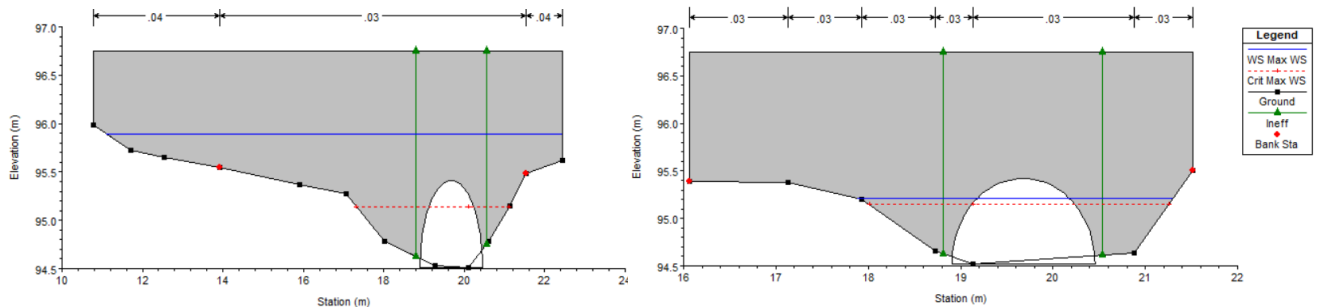 .04 .03 .04
97.0
96.5
96.0
95.5
95.0
94.5
Elevation (m)
10 12 14 16 18 20 22 24
Station (m)
.03 .03 .03 .03 .03 .03
97.0
96.5
96.0
95.5
95.0
94.5
Elevation (m)
16 17 18 19 20 21 22
Station (m)
Legend
WS Max WS
Crit Max WS
Ground
Ineff
Bank Sta